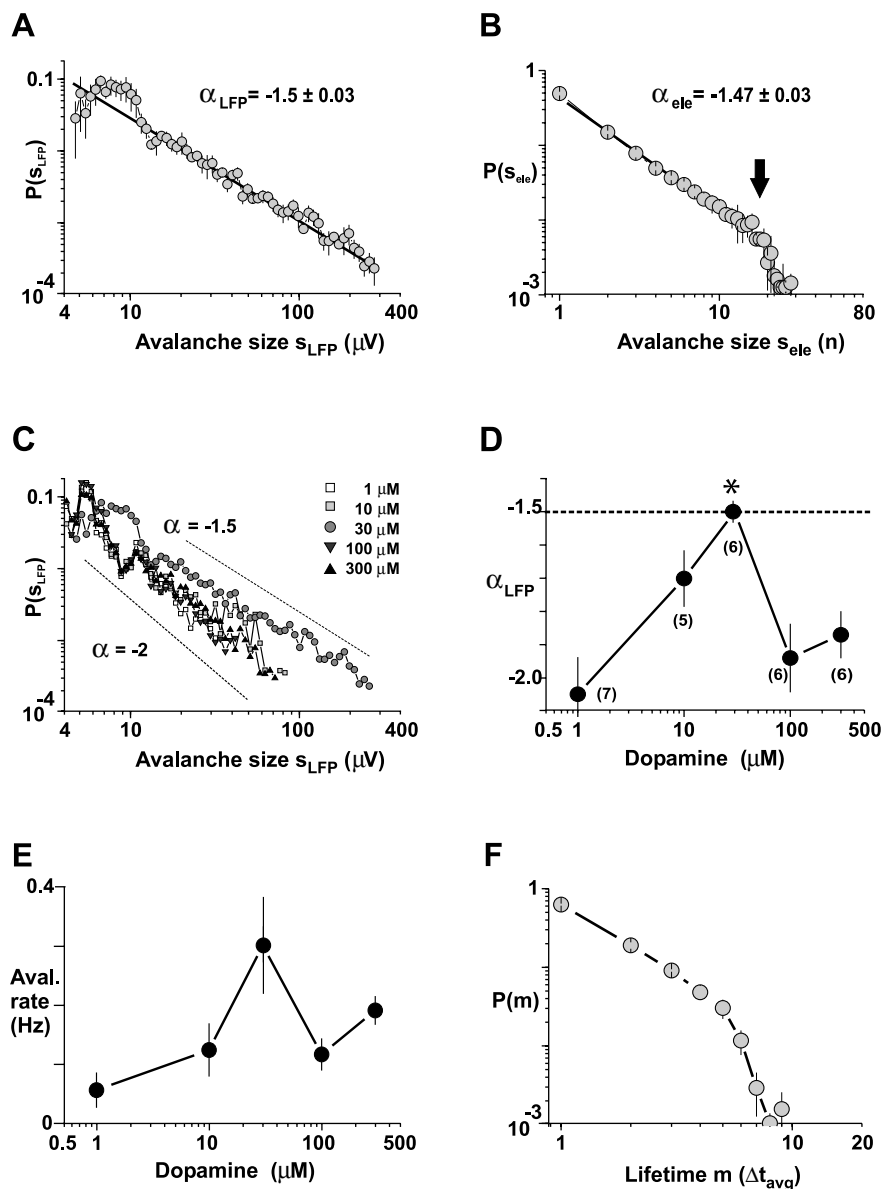 A
0.1
P(s_LFP)
10^-4
α_LFP = -1.5 ± 0.03
4 10 100 400
Avalanche size s_LFP (μV)
B
1
P(s_ele)
10^-3
α_ele = -1.47 ± 0.03
1 10 80
Avalanche size s_ele (n)
C
0.1
P(s_LFP)
10^-4
α = -1.5
α = -2
1 μM
10 μM
30 μM
100 μM
300 μM
4 10 100 400
Avalanche size s_LFP (μV)
D
-1.5
α_LFP
-2.0
*
(7)
(5)
(6)
(6)
(6)
0.5 1 10 100 500
Dopamine (μM)
E
0.4
Aval.
rate
(Hz)
0
0.5 1 10 100 500
Dopamine (μM)
F
1
P(m)
10^-3
1 10 20
Lifetime m (Δt_avg)